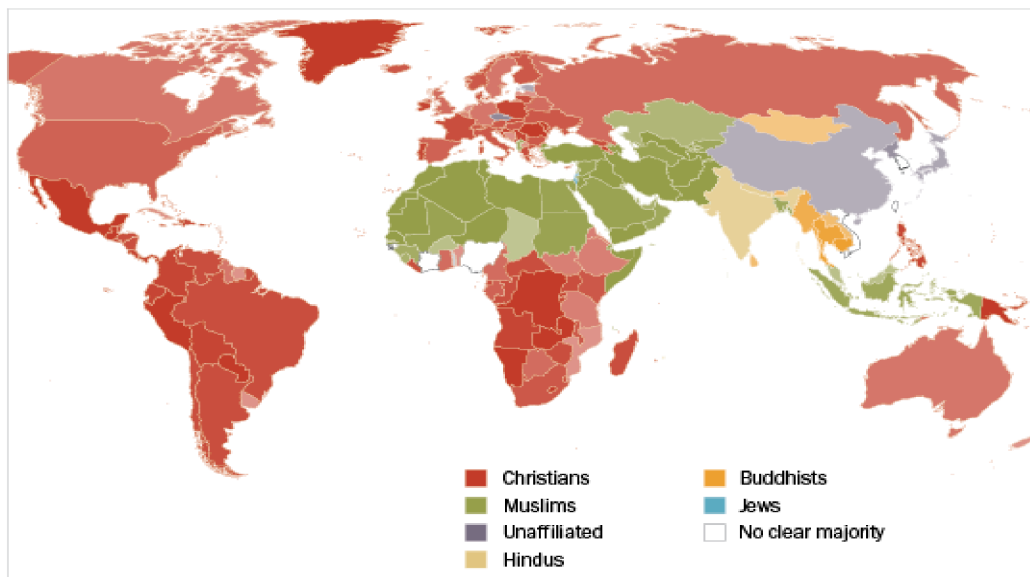 Christians
Muslims
Unaffiliated
Hindus
Buddhists
Jews
No clear majority